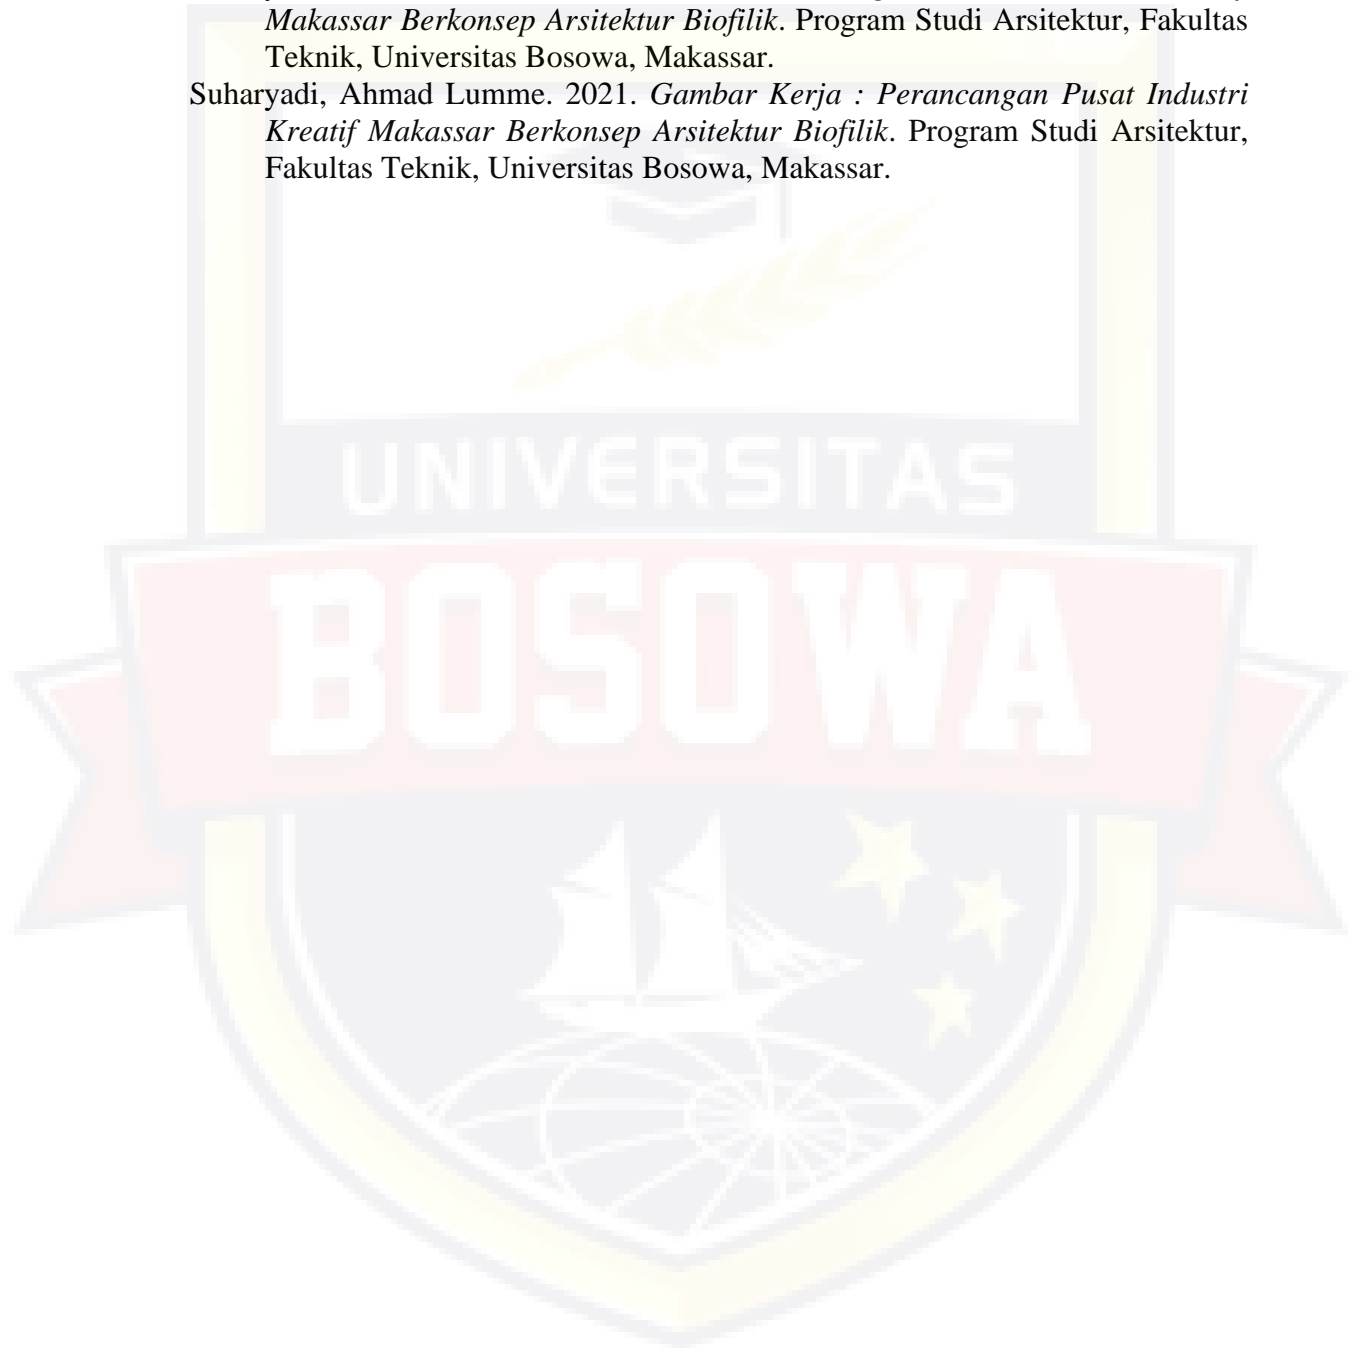 Makassar Berkonsep Arsitektur Biofilik. Program Studi Arsitektur, Fakultas
Teknik, Universitas Bosowa, Makassar.
Suharyadi, Ahmad Lumme. 2021. Gambar Kerja : Perancangan Pusat Industri
Kreatif Makassar Berkonsep Arsitektur Biofilik. Program Studi Arsitektur,
Fakultas Teknik, Universitas Bosowa, Makassar.
UNIVERSITAS
BOSOWA